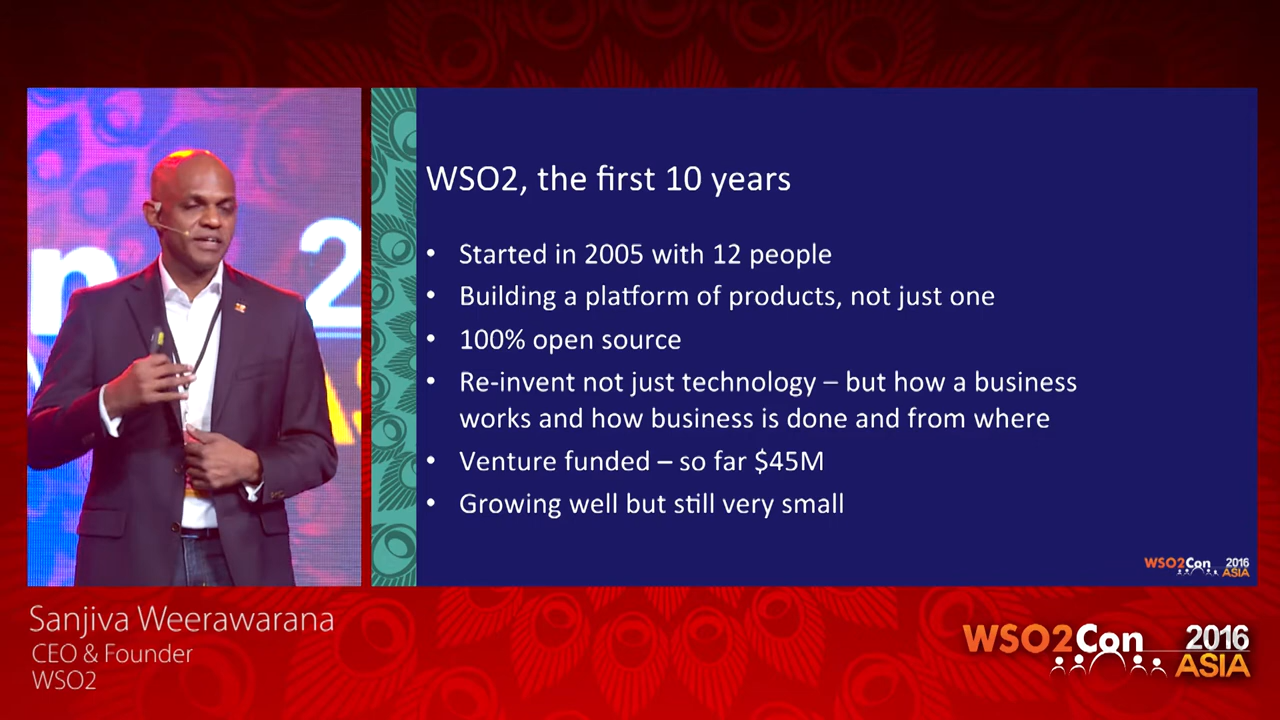 WSO2, the first 10 years
• Started in 2005 with 12 people
• Building a platform of products, not just one
• 100% open source
• Re-invent not just technology – but how a business
works and how business is done and from where
• Venture funded – so far $45M
• Growing well but still very small
WSO2Con 2016
ASIA
Sanjiva Weerawarana
CEO & Founder
WSO2
WSO2Con 2016
ASIA